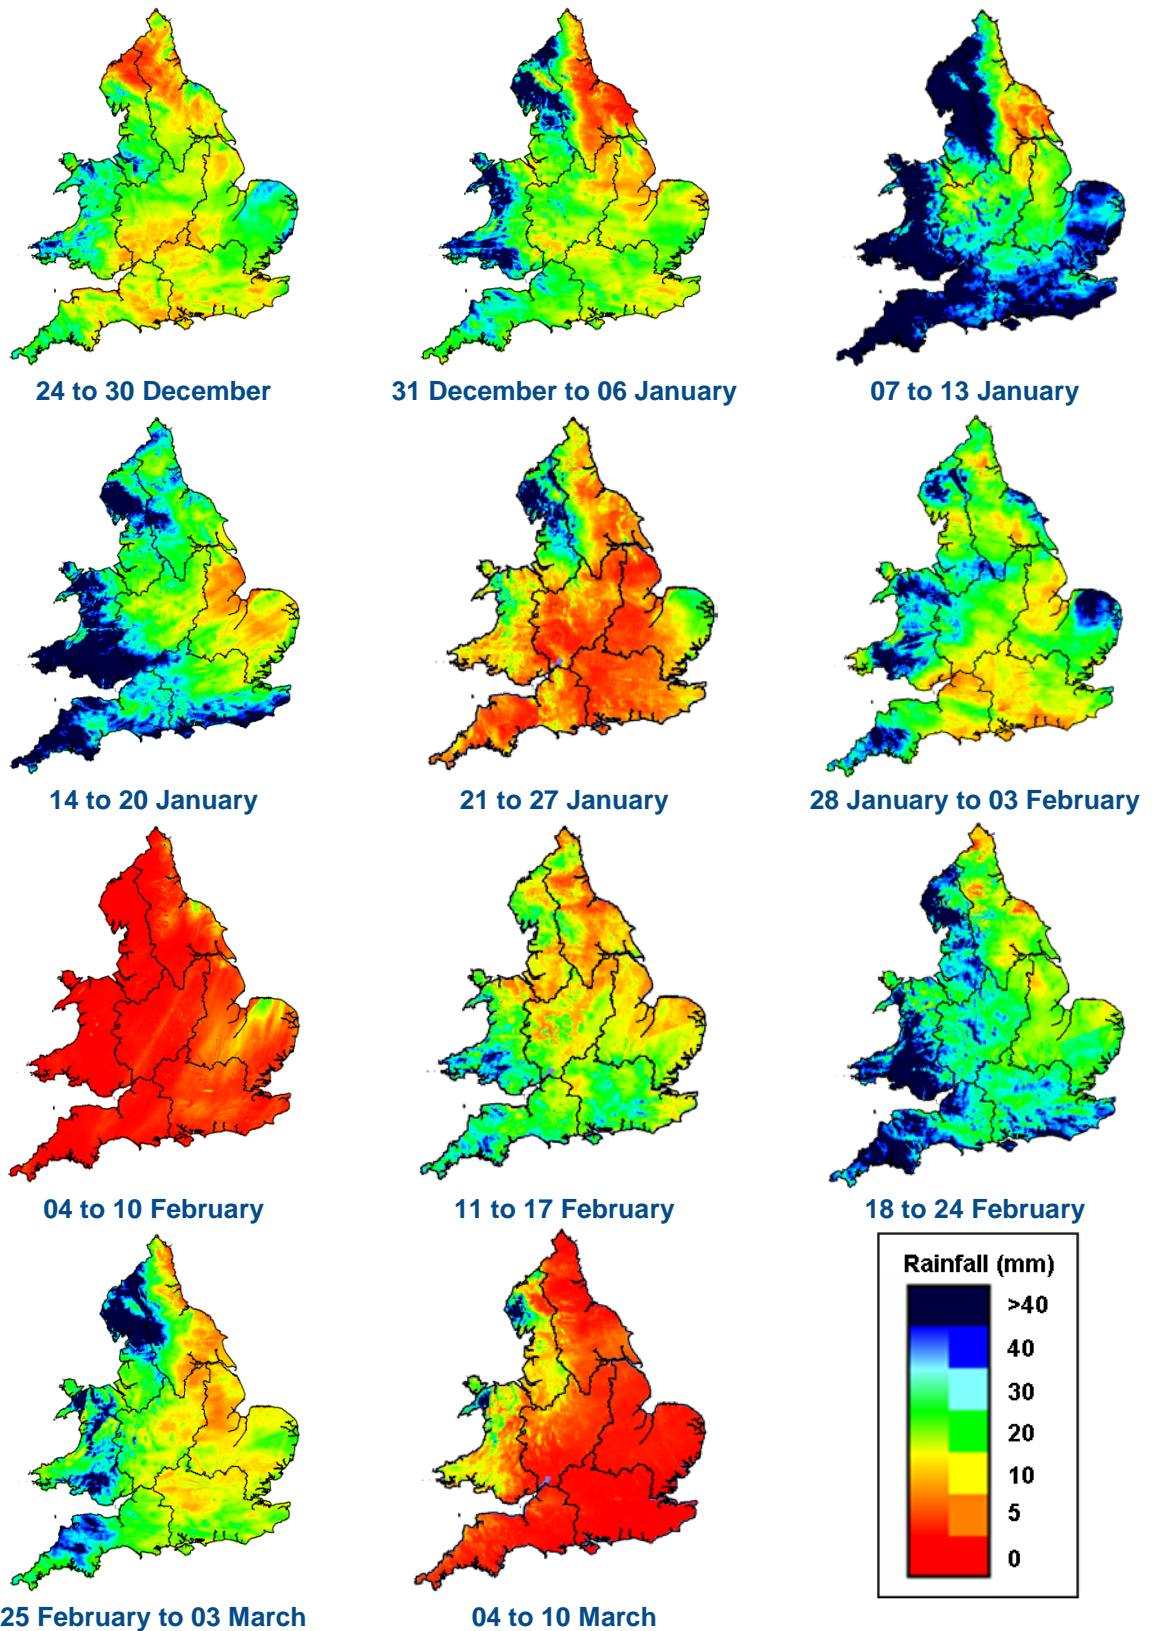 24 to 30 December
31 December to 06 January
07 to 13 January
14 to 20 January
21 to 27 January
28 January to 03 February
04 to 10 February
11 to 17 February
18 to 24 February
Rainfall (mm)
>40
40
30
20
10
5
0
25 February to 03 March
04 to 10 March